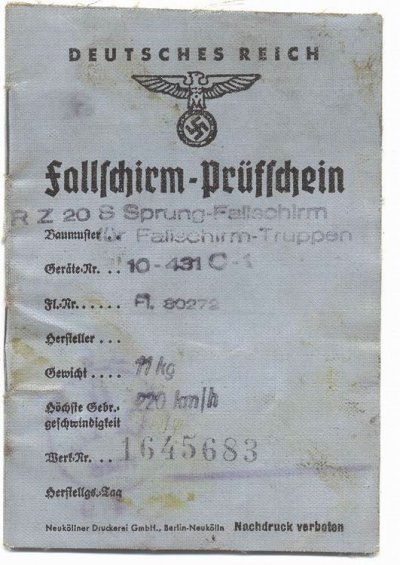 DEUTSCHES REICH
Fallschirm-Prüfschein
R Z 20 S Sprung-Fallschirm
Baumuster für Fallschirm-Truppen
Geräte-Nr. . . 10-431 C-1
Fl.-Nr. . . . . . Fl. 80272
Hersteller . . .
Gewicht . . . . 11 kg
Höchste Gebr.- 220 km/h
geschwindigkeit
Werk-Nr. . . 1645683
Herstellgs.-Tag
Neuköllner Druckerei GmbH., Berlin-Neukölln Nachdruck verboten